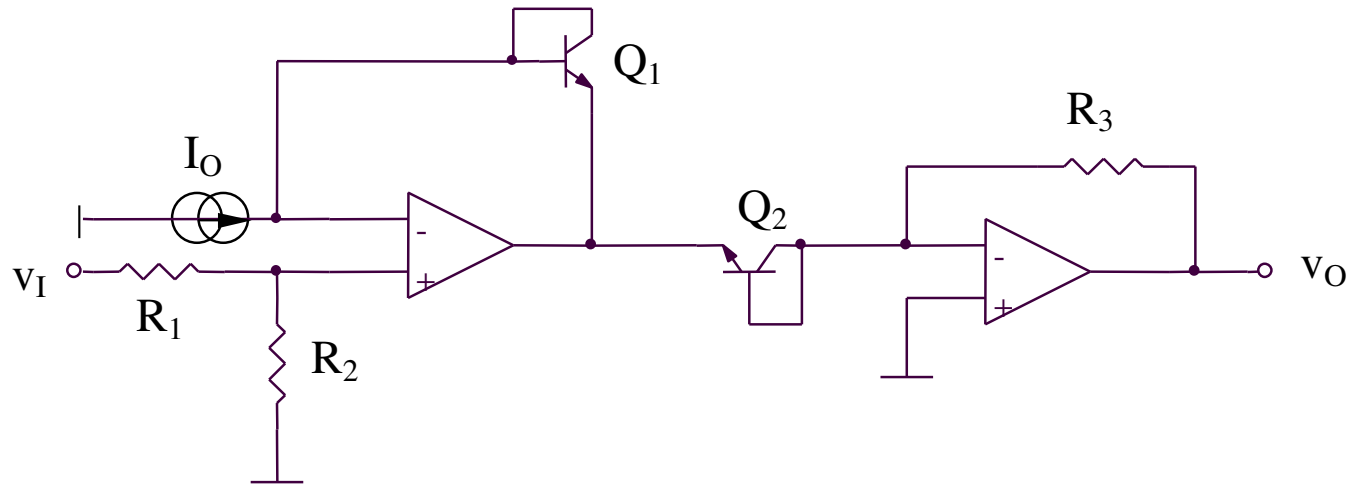 Q1
R3
IO
Q2
-
-
vI
+
+
vO
R1
R2